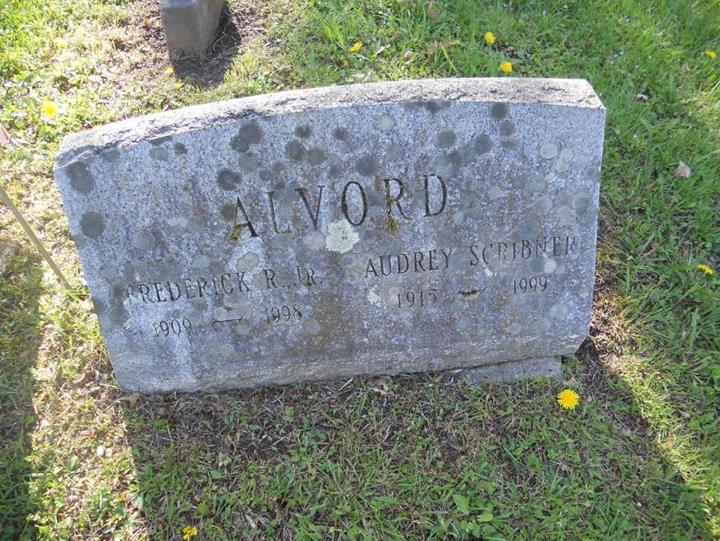 ALVORD
FREDERICK R., JR. AUDREY SCRIBNER
1909 — 1998 1915 — 1999